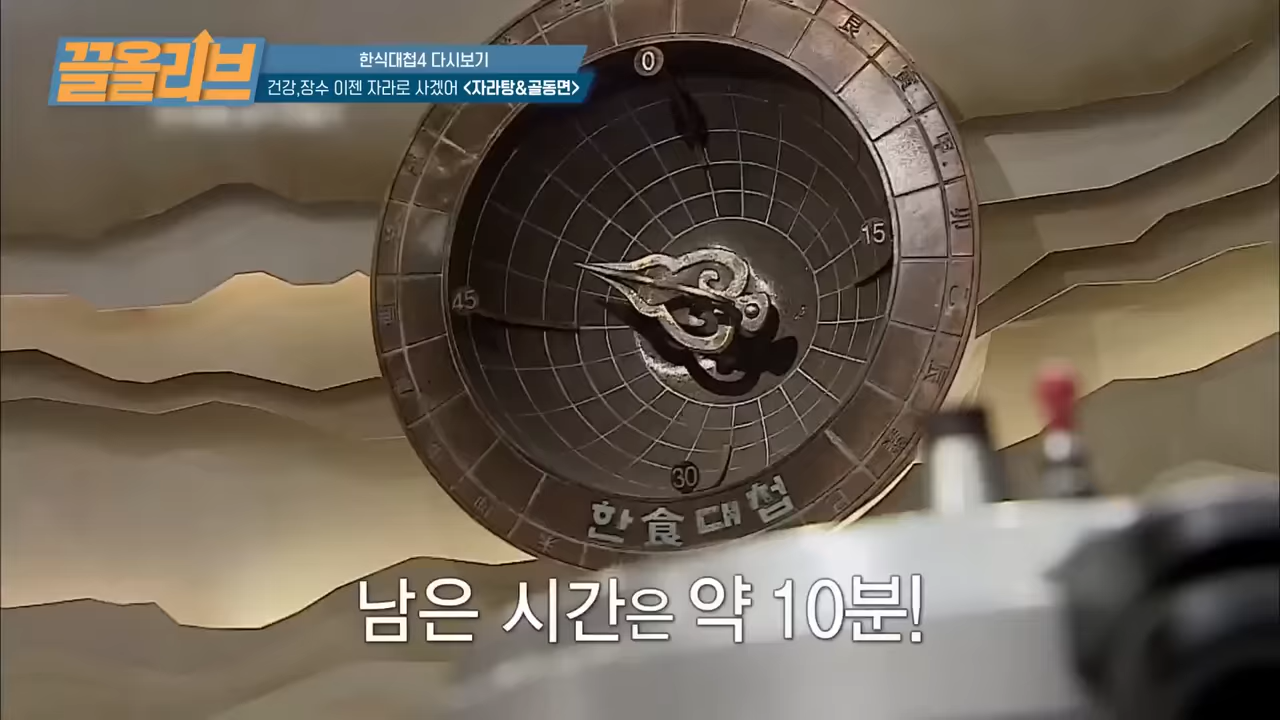 끌올리브
한식대첩4 다시보기
건강,장수 이젠 자라로 사겠어 <자라탕&골동면>
0
15
45
30
한食대첩
남은 시간은 약 10분!